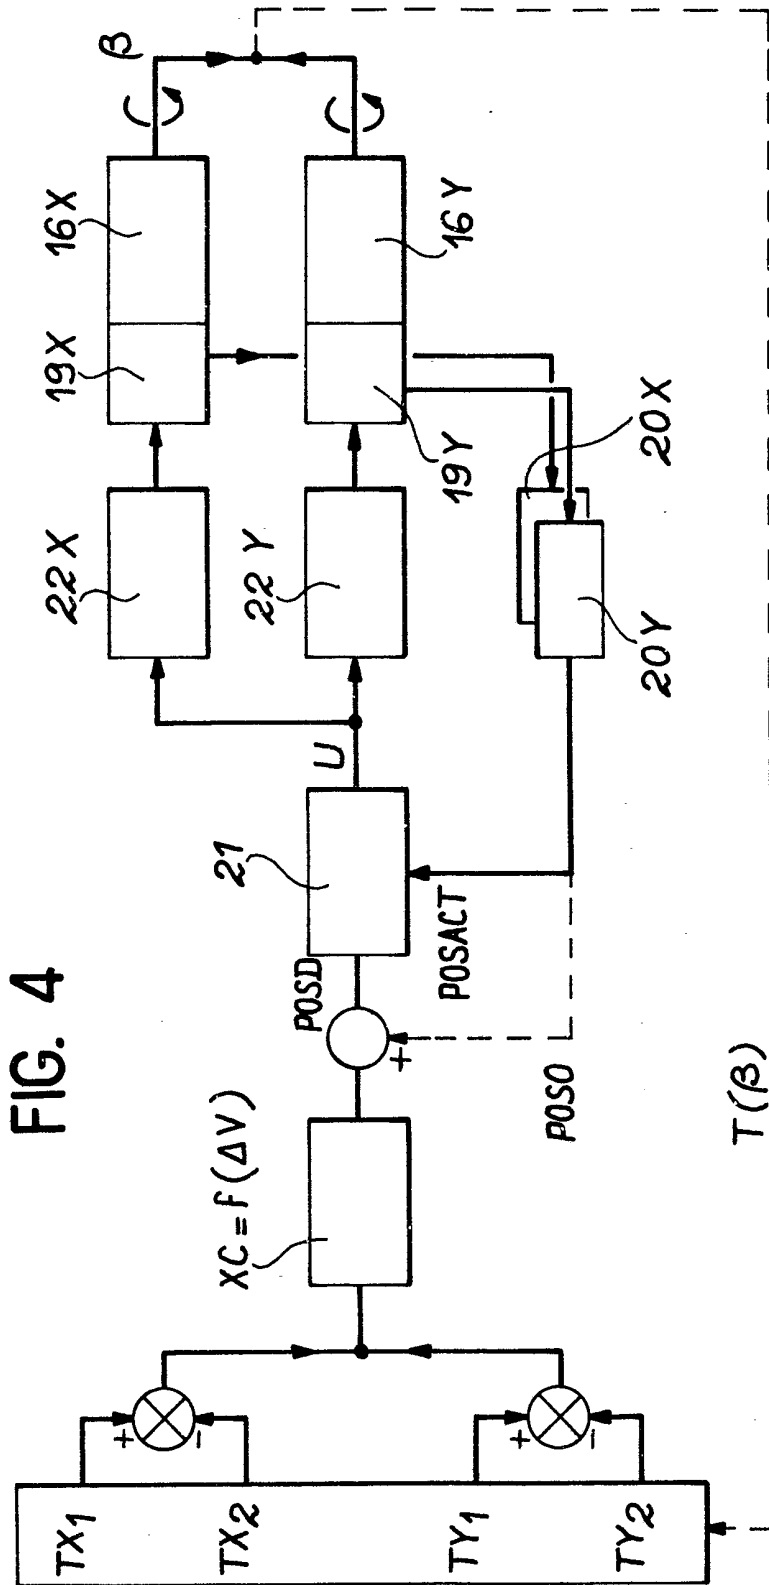 FIG. 4
TX1
TX2
TY1
TY2
+
-
+
-
XC = f(ΔV)
+
POSD
POSO
POSACT
21
U
22X
22Y
19X
19Y
16X
16Y
20X
20Y
β
T(β)